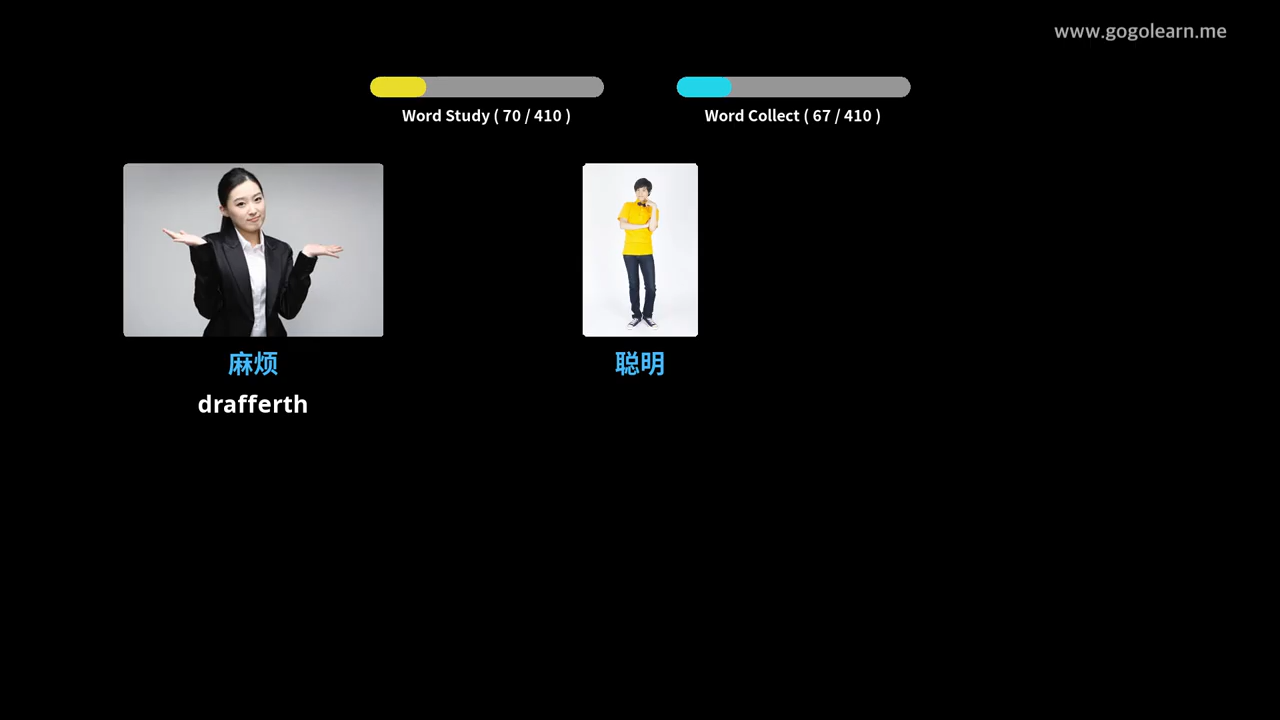 www.gogolearn.me
Word Study ( 70 / 410 )
Word Collect ( 67 / 410 )
麻烦
聪明
drafferth